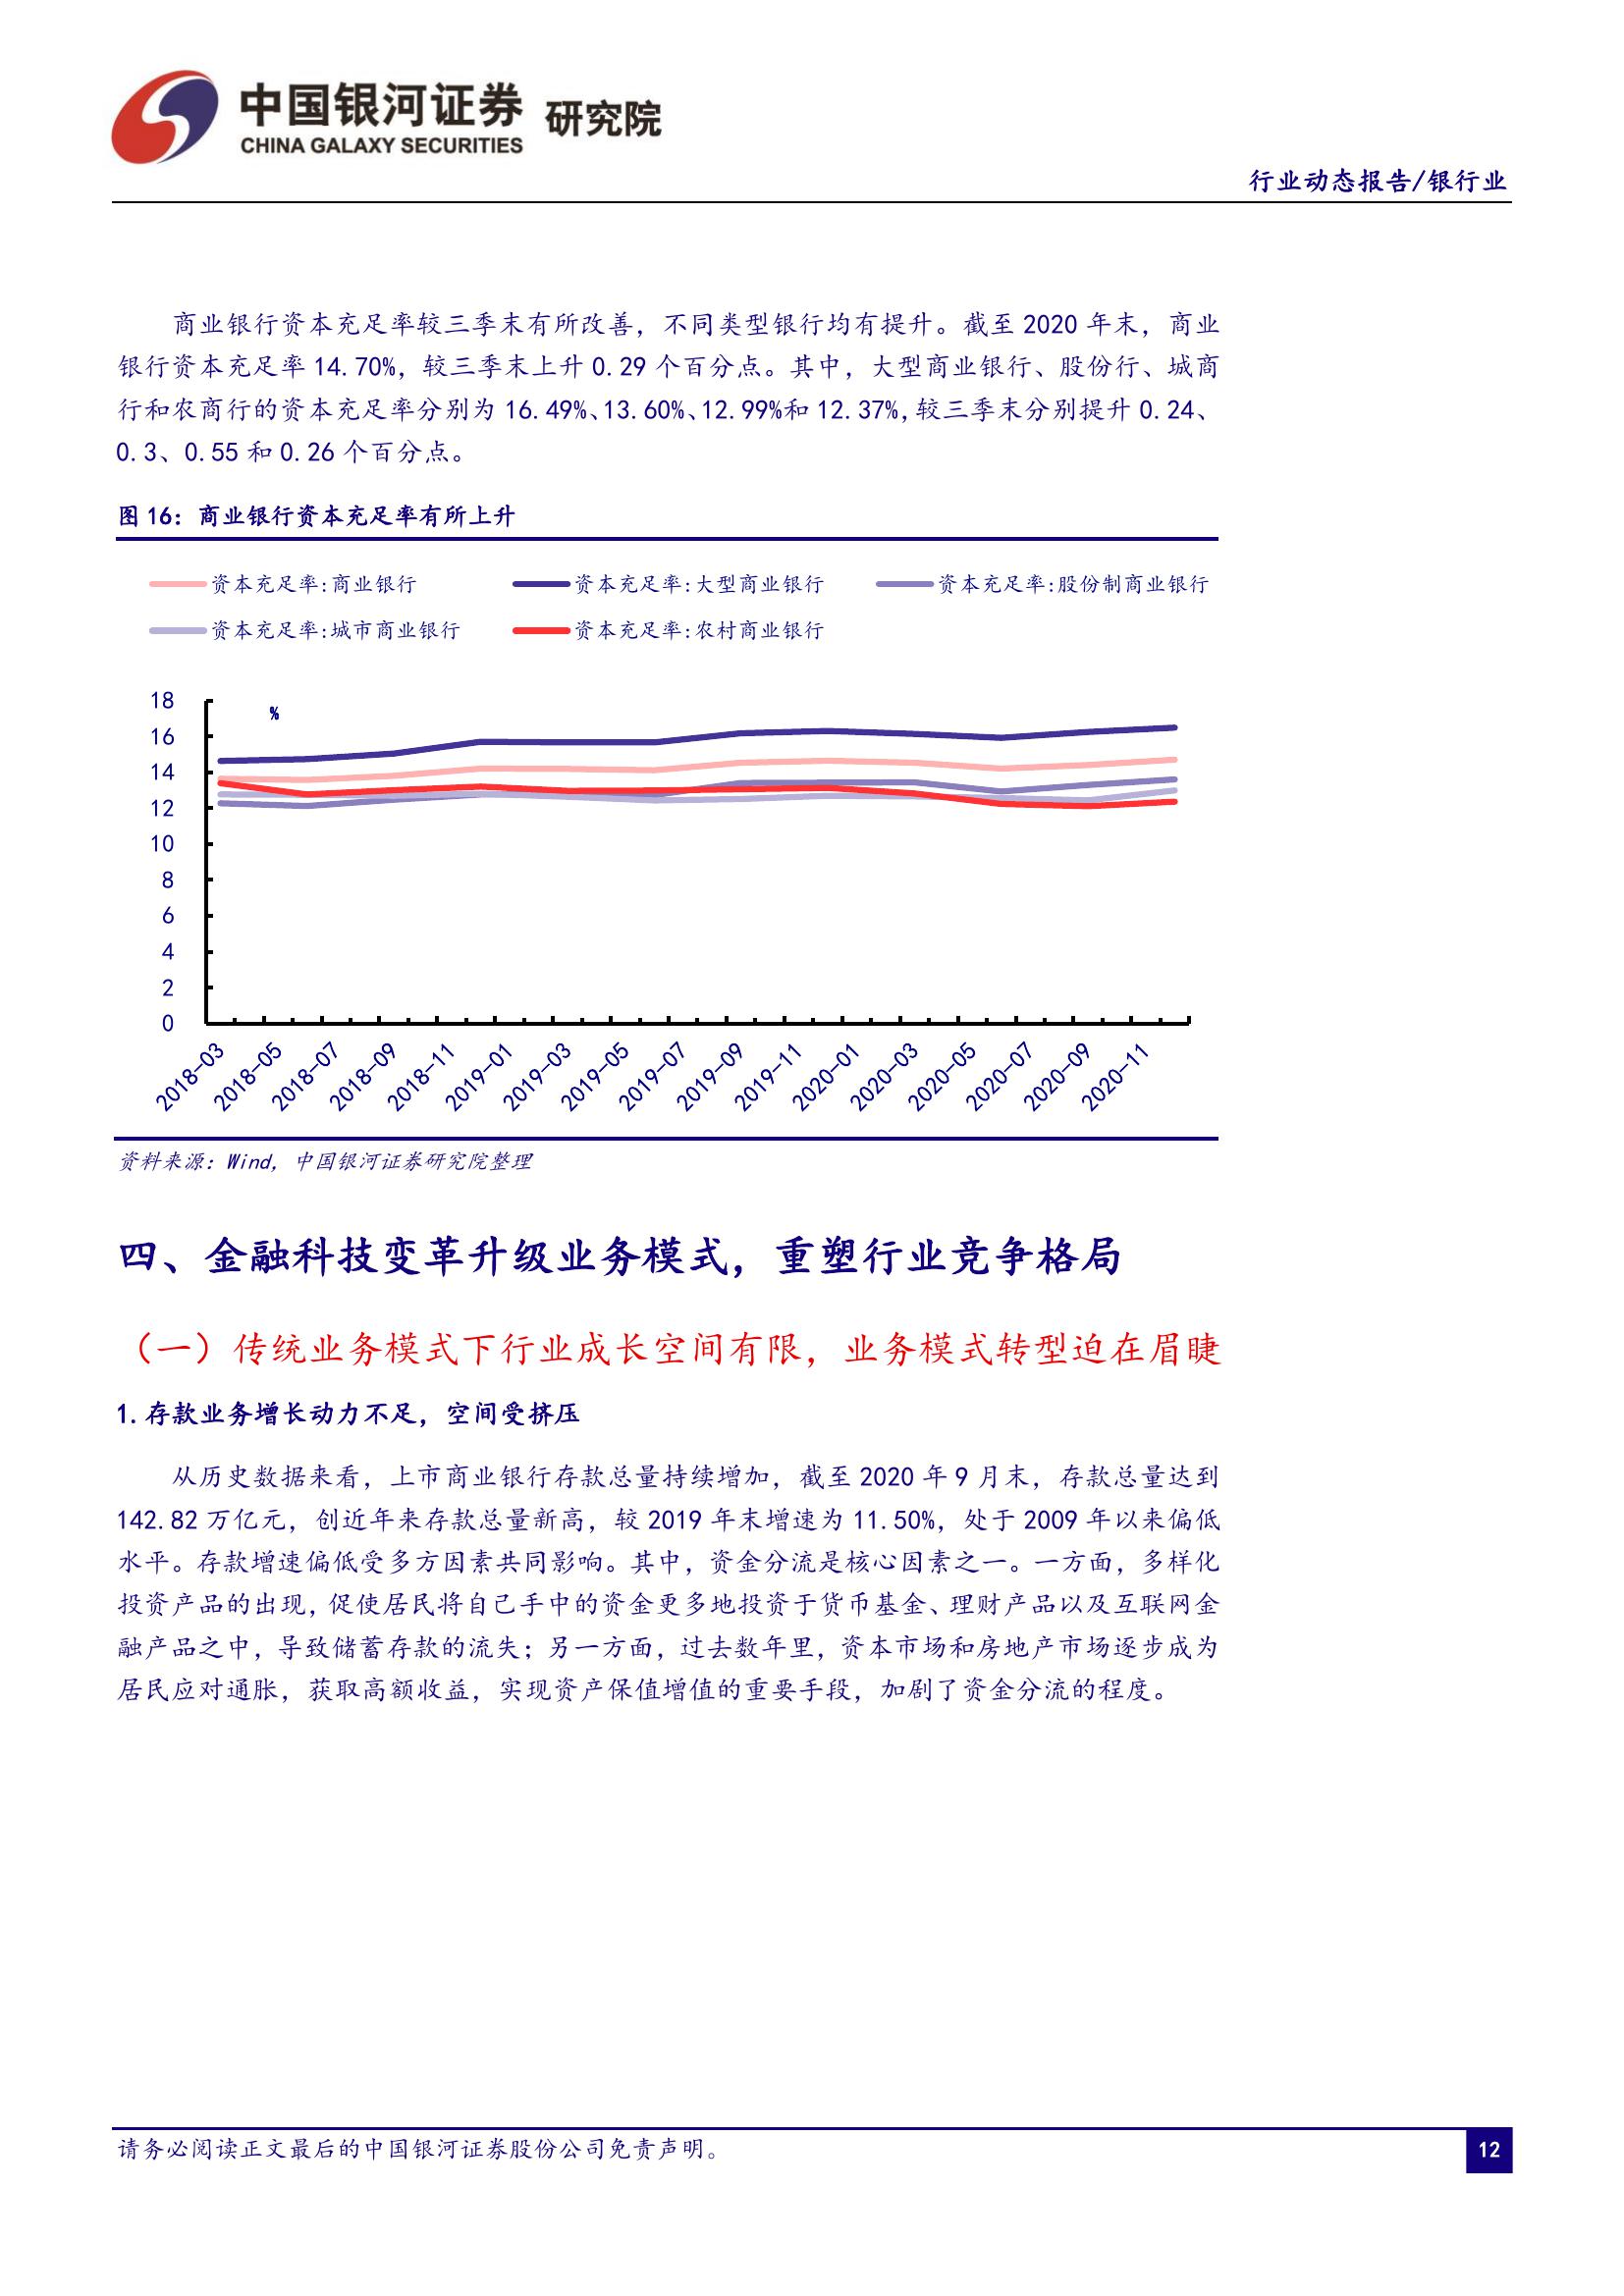 中国银河证券 研究院
CHINA GALAXY SECURITIES
行业动态报告/银行业
商业银行资本充足率较三季末有所改善，不同类型银行均有提升。截至 2020 年末，商业
银行资本充足率 14.70%，较三季末上升 0.29 个百分点。其中，大型商业银行、股份行、城商
行和农商行的资本充足率分别为 16.49%、13.60%、12.99%和 12.37%，较三季末分别提升 0.24、
0.3、0.55 和 0.26 个百分点。
图 16：商业银行资本充足率有所上升
资本充足率:商业银行 资本充足率:大型商业银行 资本充足率:股份制商业银行
资本充足率:城市商业银行 资本充足率:农村商业银行
%
18
16
14
12
10
8
6
4
2
0
2018-03 2018-05 2018-07 2018-09 2018-11 2019-01 2019-03 2019-05 2019-07 2019-09 2019-11 2020-01 2020-03 2020-05 2020-07 2020-09 2020-11
资料来源：Wind，中国银河证券研究院整理
四、金融科技变革升级业务模式，重塑行业竞争格局
（一）传统业务模式下行业成长空间有限，业务模式转型迫在眉睫
1.存款业务增长动力不足，空间受挤压
从历史数据来看，上市商业银行存款总量持续增加，截至 2020 年 9 月末，存款总量达到
142.82 万亿元，创近年来存款总量新高，较 2019 年末增速为 11.50%，处于 2009 年以来偏低
水平。存款增速偏低受多方因素共同影响。其中，资金分流是核心因素之一。一方面，多样化
投资产品的出现，促使居民将自己手中的资金更多地投资于货币基金、理财产品以及互联网金
融产品之中，导致储蓄存款的流失；另一方面，过去数年里，资本市场和房地产市场逐步成为
居民应对通胀，获取高额收益，实现资产保值增值的重要手段，加剧了资金分流的程度。
请务必阅读正文最后的中国银河证券股份公司免责声明。
12